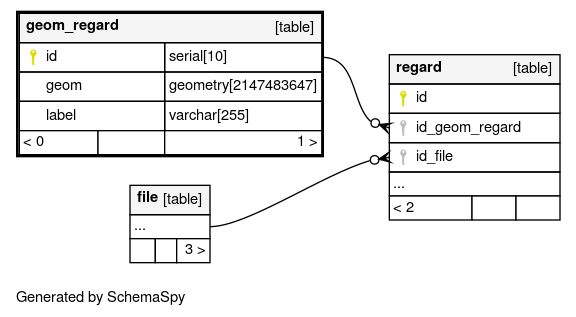 geom_regard [table]
id serial[10]
geom geometry[2147483647]
label varchar[255]
< 0 1 >
regard [table]
id
id_geom_regard
id_file
...
< 2
file [table]
...
3 >
Generated by SchemaSpy